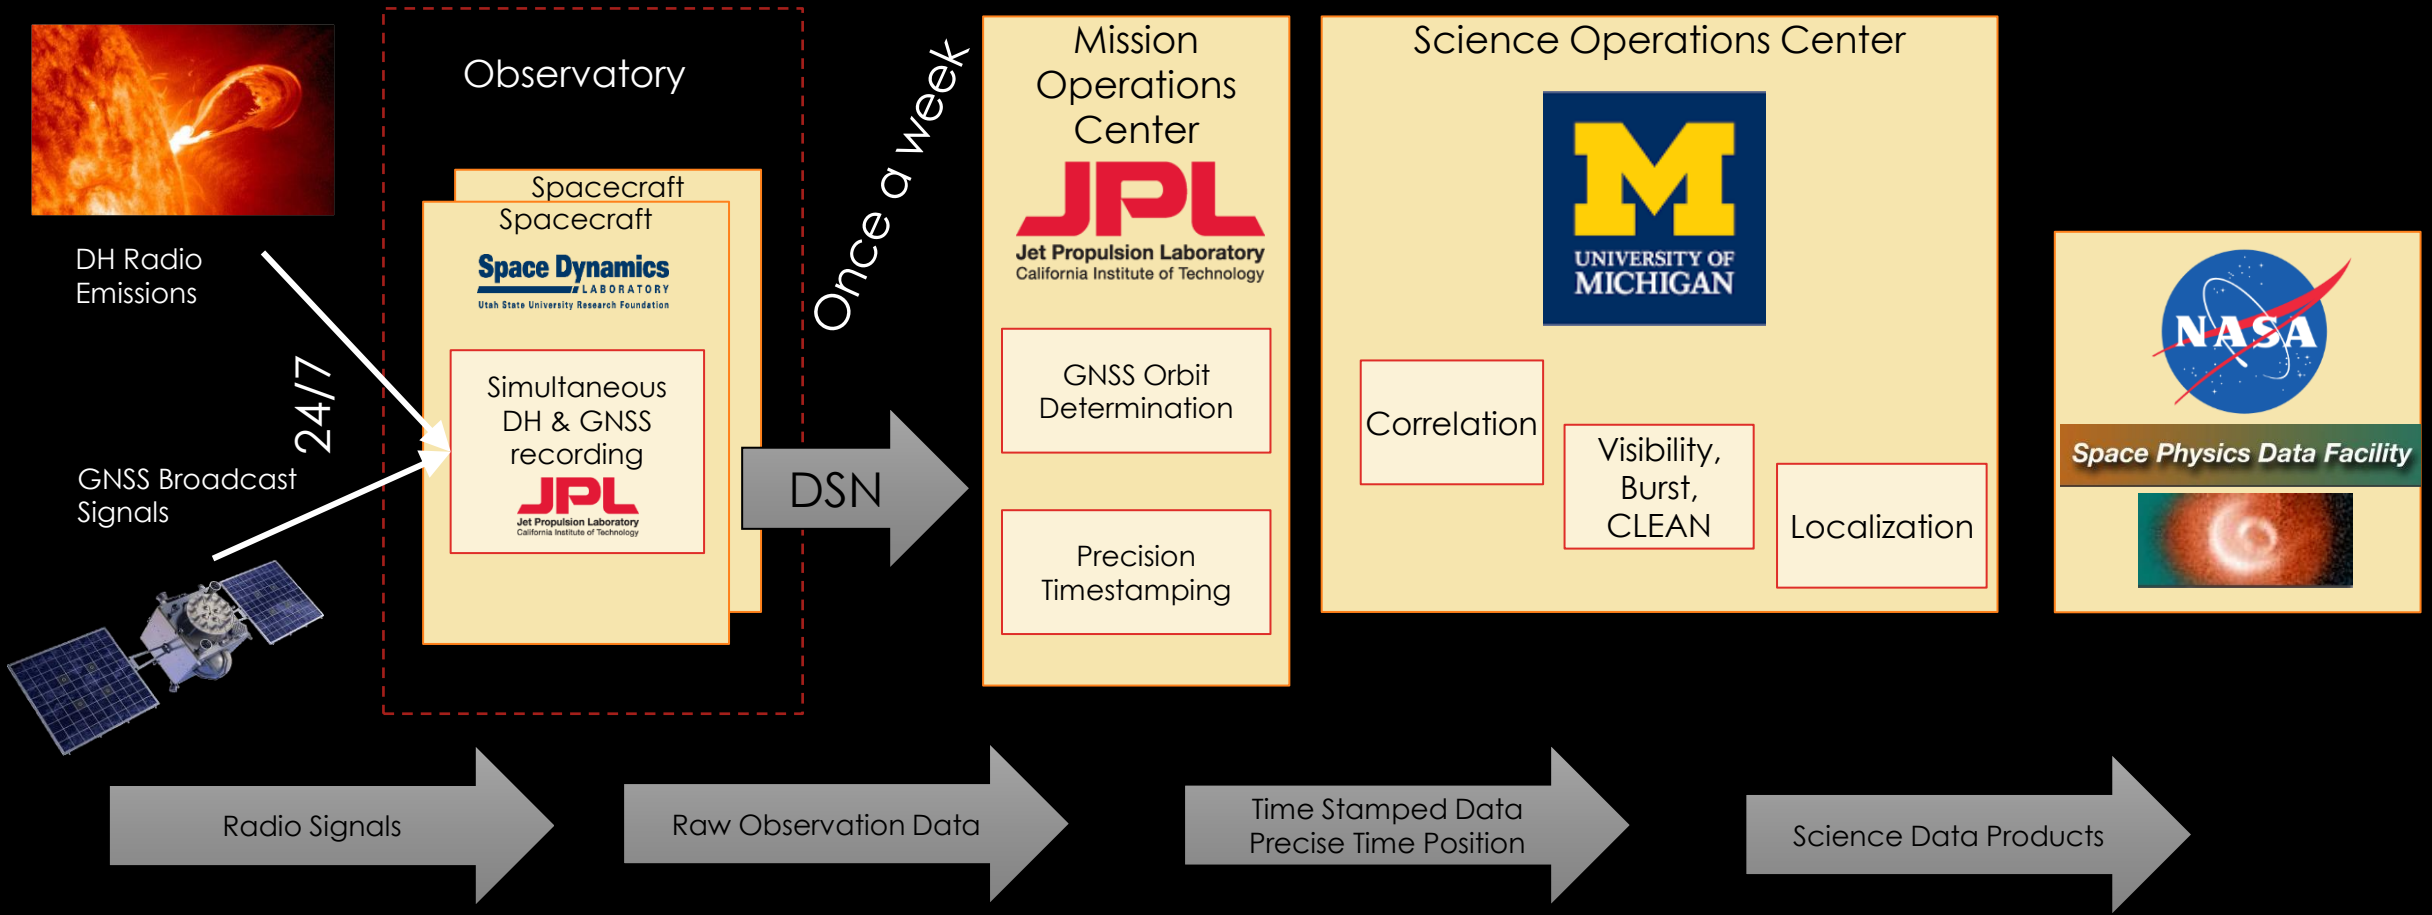 DH Radio
Emissions
24/7
GNSS Broadcast
Signals
Observatory
Spacecraft
Spacecraft
Space Dynamics
LABORATORY
Utah State University Research Foundation
Simultaneous
DH & GNSS
recording
JPL
Jet Propulsion Laboratory
California Institute of Technology
Once a week
DSN
Mission
Operations
Center
JPL
Jet Propulsion Laboratory
California Institute of Technology
GNSS Orbit
Determination
Precision
Timestamping
Science Operations Center
M
UNIVERSITY OF
MICHIGAN
Correlation
Visibility,
Burst,
CLEAN
Localization
NASA
Space Physics Data Facility
Radio Signals
Raw Observation Data
Time Stamped Data
Precise Time Position
Science Data Products